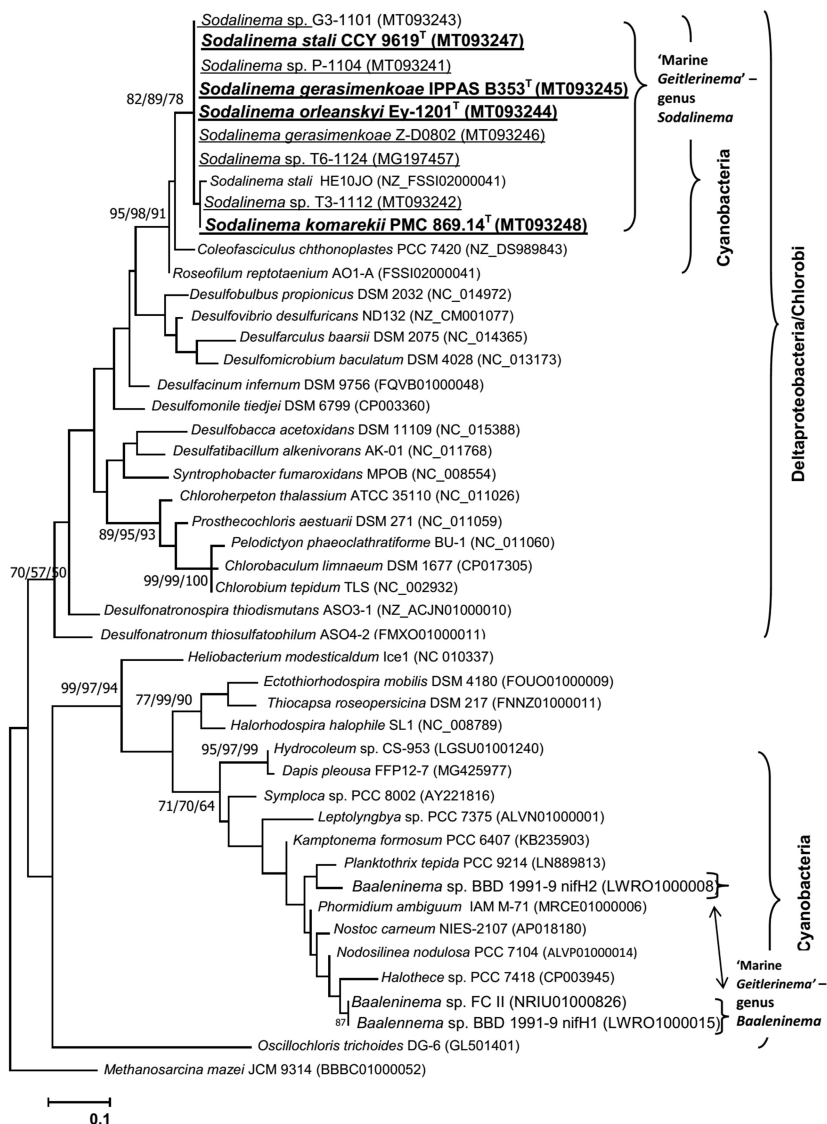 Sodalinema sp. G3-1101 (MT093243)
Sodalinema stali CCY 9619T (MT093247)
Sodalinema sp. P-1104 (MT093241)
Sodalinema gerasimenkoae IPPAS B353T (MT093245)
Sodalinema orleanskyi Ey-1201T (MT093244)
Sodalinema gerasimenkoae Z-D0802 (MT093246)
Sodalinema sp. T6-1124 (MG197457)
Sodalinema stali HE10JO (NZ_FSSI02000041)
Sodalinema sp. T3-1112 (MT093242)
Sodalinema komarekii PMC 869.14T (MT093248)
Coleofasciculus chthonoplastes PCC 7420 (NZ_DS989843)
Roseofilum reptotaenium AO1-A (FSSI02000041)
Desulfobulbus propionicus DSM 2032 (NC_014972)
Desulfovibrio desulfuricans ND132 (NZ_CM001077)
Desulfarculus baarsii DSM 2075 (NC_014365)
Desulfomicrobium baculatum DSM 4028 (NC_013173)
Desulfacinum infernum DSM 9756 (FQVB01000048)
Desulfomonile tiedjei DSM 6799 (CP003360)
Desulfobacca acetoxidans DSM 11109 (NC_015388)
Desulfatibacillum alkenivorans AK-01 (NC_011768)
Syntrophobacter fumaroxidans MPOB (NC_008554)
Chloroherpeton thalassium ATCC 35110 (NC_011026)
Prosthecochloris aestuarii DSM 271 (NC_011059)
Pelodictyon phaeoclathratiforme BU-1 (NC_011060)
Chlorobaculum limnaeum DSM 1677 (CP017305)
Chlorobium tepidum TLS (NC_002932)
Desulfonatronospira thiodismutans ASO3-1 (NZ_ACJN01000010)
Desulfonatronum thiosulfatophilum ASO4-2 (FMXO01000011)
Heliobacterium modesticaldum Ice1 (NC 010337)
Ectothiorhodospira mobilis DSM 4180 (FOUO01000009)
Thiocapsa roseopersicina DSM 217 (FNNZ01000011)
Halorhodospira halophile SL1 (NC_008789)
Hydrocoleum sp. CS-953 (LGSU01001240)
Dapis pleousa FFP12-7 (MG425977)
Symploca sp. PCC 8002 (AY221816)
Leptolyngbya sp. PCC 7375 (ALVN01000001)
Kamptonema formosum PCC 6407 (KB235903)
Planktothrix tepida PCC 9214 (LN889813)
Baaleninema sp. BBD 1991-9 nifH2 (LWRO1000008)
Phormidium ambiguum IAM M-71 (MRCE01000006)
Nostoc carneum NIES-2107 (AP018180)
Nodosilinea nodulosa PCC 7104 (ALVP01000014)
Halothece sp. PCC 7418 (CP003945)
Baaleninema sp. FC II (NRIU01000826)
Baalennema sp. BBD 1991-9 nifH1 (LWRO1000015)
Oscillochloris trichoides DG-6 (GL501401)
Methanosarcina mazei JCM 9314 (BBBC01000052)
82/89/78
95/98/91
89/95/93
99/99/100
70/57/50
99/97/94
77/99/90
95/97/99
71/70/64
87
0.1
'Marine
Geitlerinema' –
genus
Sodalinema
Cyanobacteria
Deltaproteobacteria/Chlorobi
Cyanobacteria
'Marine
Geitlerinema' –
genus
Baaleninema